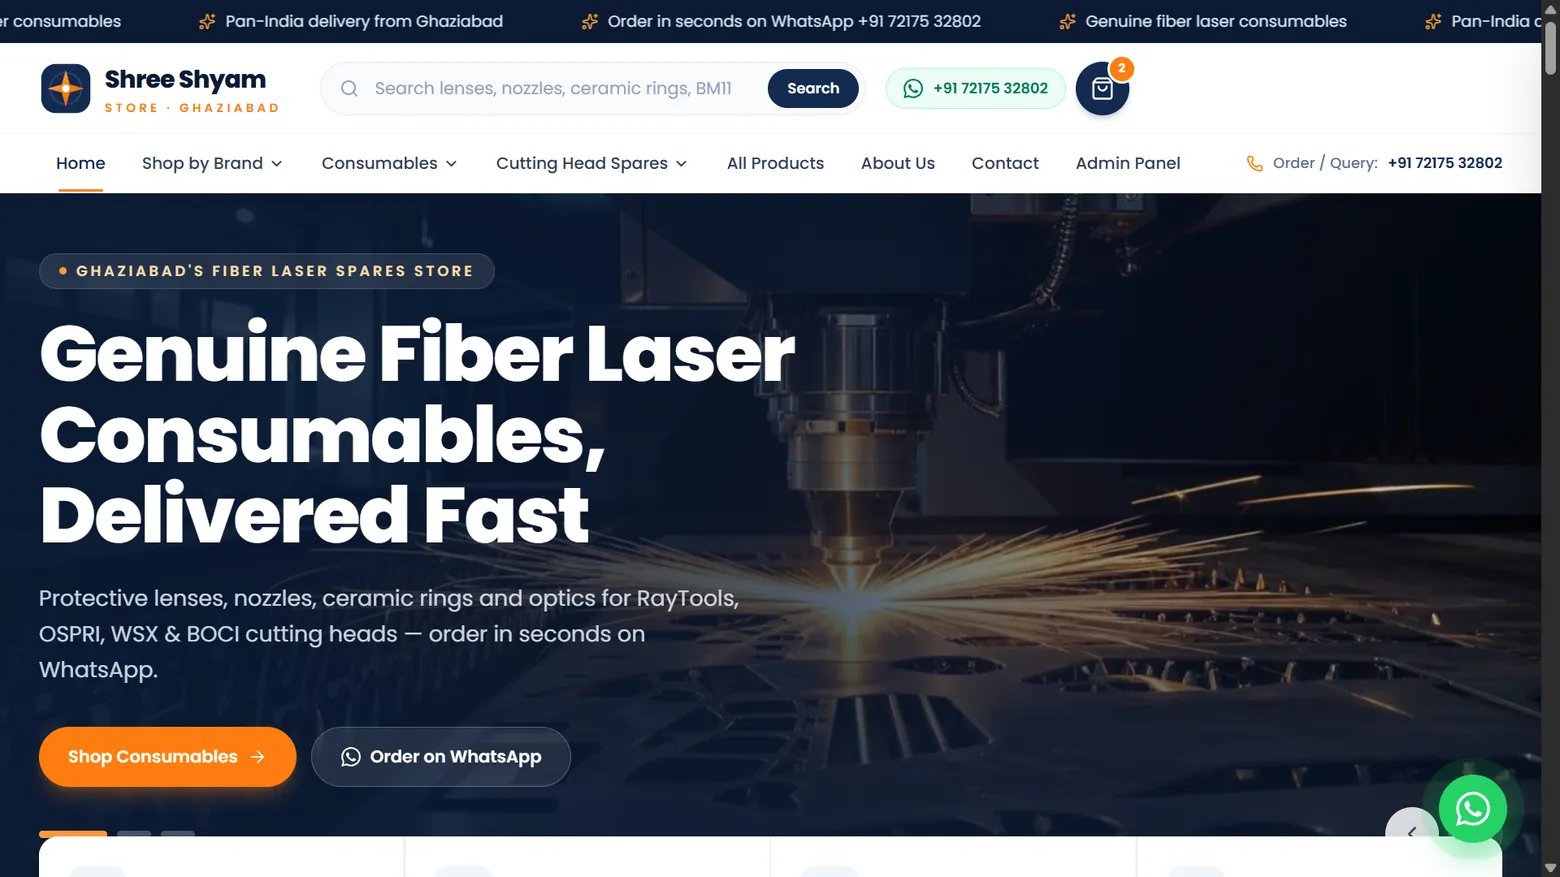 er consumables
Pan-India delivery from Ghaziabad
Order in seconds on WhatsApp +91 72175 32802
Genuine fiber laser consumables
Pan-India
Shree Shyam
STORE · GHAZIABAD
Search lenses, nozzles, ceramic rings, BM11
Search
+91 72175 32802
2
Home
Shop by Brand
Consumables
Cutting Head Spares
All Products
About Us
Contact
Admin Panel
Order / Query: +91 72175 32802
GHAZIABAD'S FIBER LASER SPARES STORE
Genuine Fiber Laser
Consumables,
Delivered Fast
Protective lenses, nozzles, ceramic rings and optics for RayTools,
OSPRI, WSX & BOCI cutting heads — order in seconds on
WhatsApp.
Shop Consumables
Order on WhatsApp